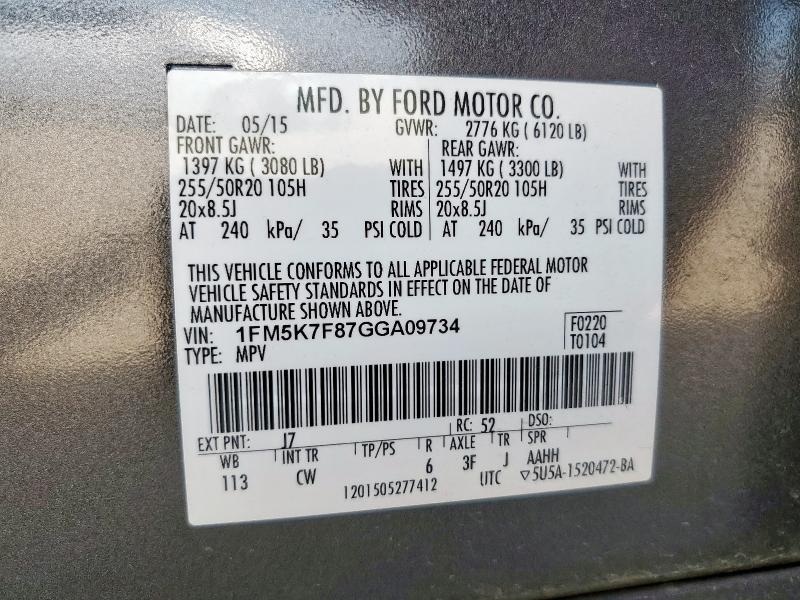 MFD. BY FORD MOTOR CO.
DATE: 05/15 GVWR: 2776 KG ( 6120 LB)
FRONT GAWR: REAR GAWR:
1397 KG ( 3080 LB) WITH 1497 KG ( 3300 LB) WITH
255/50R20 105H TIRES 255/50R20 105H TIRES
20x8.5J RIMS 20x8.5J RIMS
AT 240 kPa/ 35 PSI COLD AT 240 kPa/ 35 PSI COLD
THIS VEHICLE CONFORMS TO ALL APPLICABLE FEDERAL MOTOR
VEHICLE SAFETY STANDARDS IN EFFECT ON THE DATE OF
MANUFACTURE SHOWN ABOVE.
VIN: 1FM5K7F87GGA09734 F0220
TYPE: MPV T0104
EXT PNT: J7 RC: 52 DSO:
WB INT TR TP/PS R AXLE TR SPR
113 CW 6 3F J AAHH
1201505277412 UTC ▽5U5A-1520472-BA